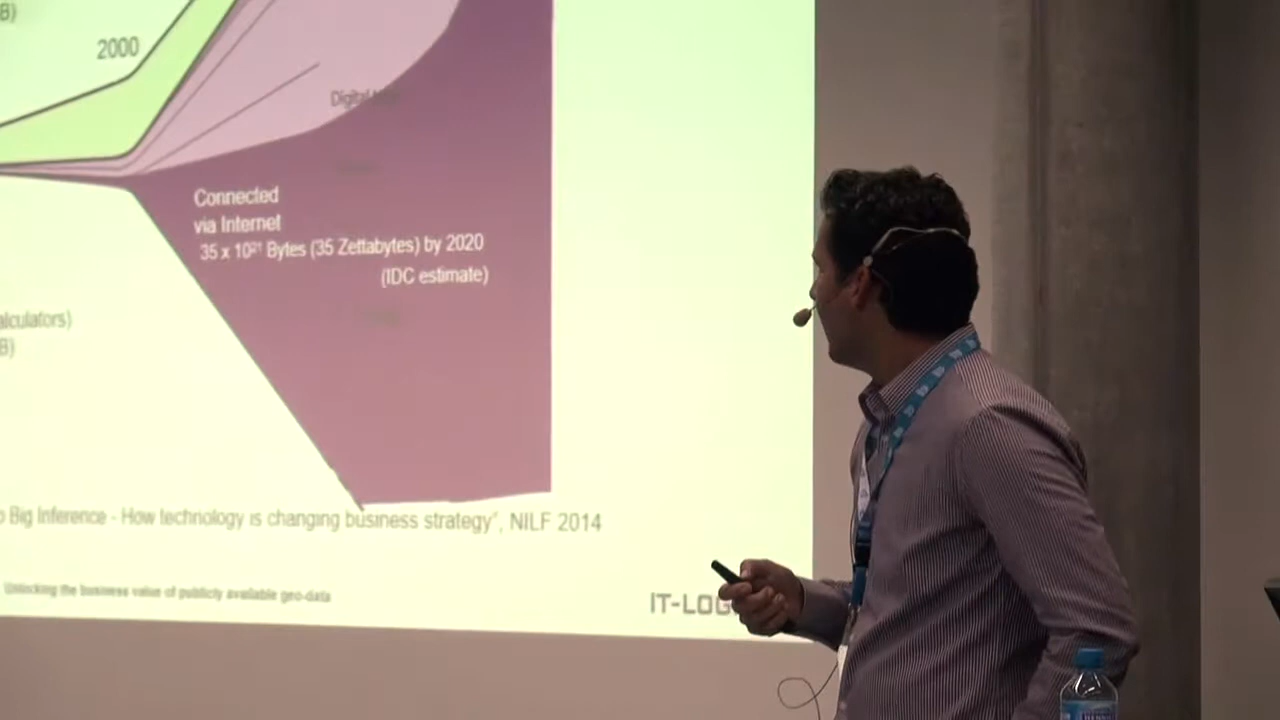 B)
2000
Digital
Connected
via Internet
35 x 10²¹ Bytes (35 Zettabytes) by 2020
(IDC estimate)
alculators)
B)
o Big Inference - How technology is changing business strategy", NILF 2014
Unlocking the business value of publicly available geo-data
IT-LOG